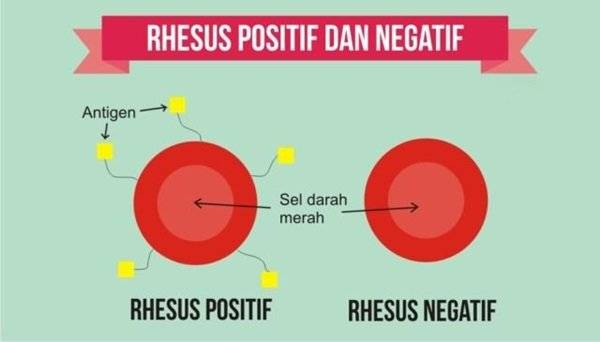 RHESUS POSITIF DAN NEGATIF
Antigen
Sel darah
merah
RHESUS POSITIF
RHESUS NEGATIF